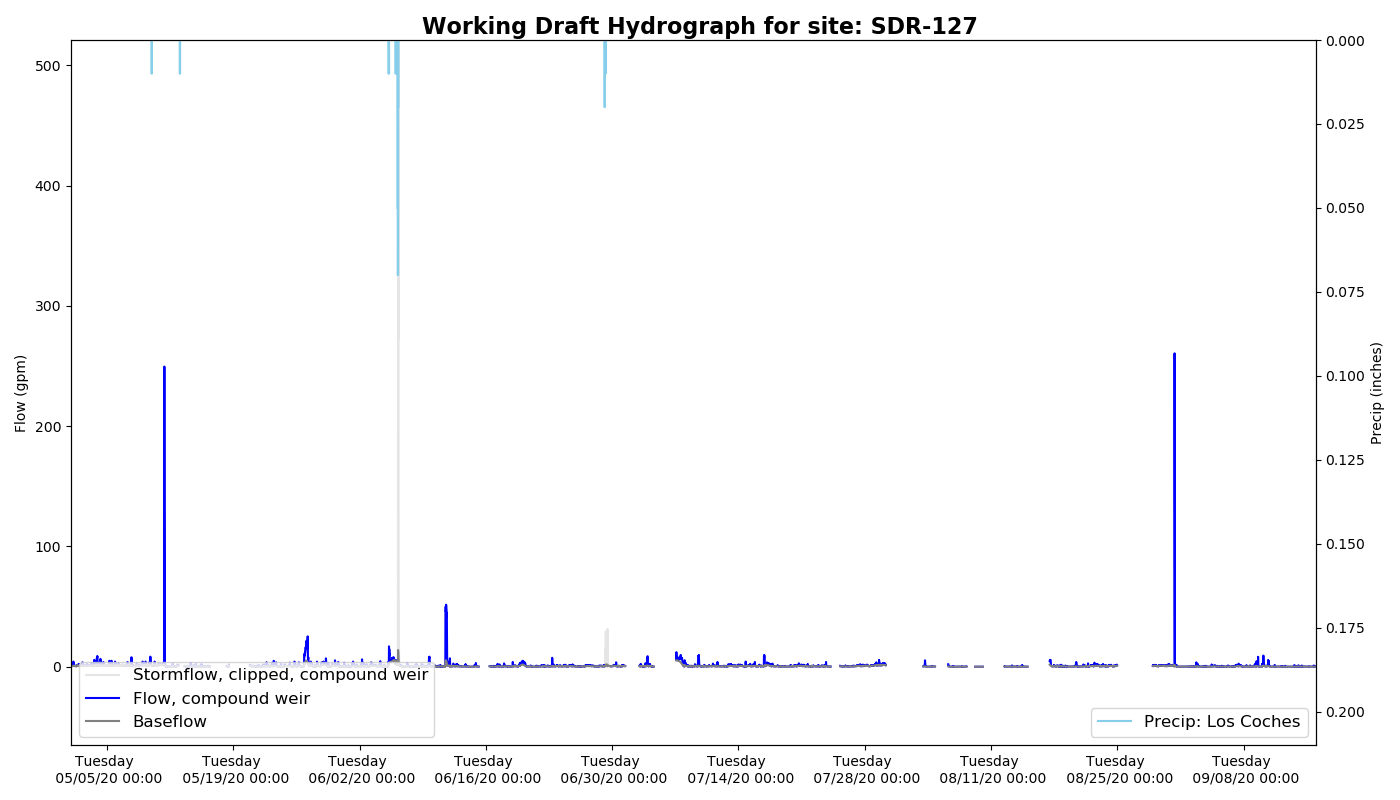 Working Draft Hydrograph for site: SDR-127
500
400
300
200
100
0
Flow (gpm)
0.000
0.025
0.050
0.075
0.100
0.125
0.150
0.175
0.200
Precip (inches)
Stormflow, clipped, compound weir
Flow, compound weir
Baseflow
Precip: Los Coches
Tuesday
05/05/20 00:00
Tuesday
05/19/20 00:00
Tuesday
06/02/20 00:00
Tuesday
06/16/20 00:00
Tuesday
06/30/20 00:00
Tuesday
07/14/20 00:00
Tuesday
07/28/20 00:00
Tuesday
08/11/20 00:00
Tuesday
08/25/20 00:00
Tuesday
09/08/20 00:00